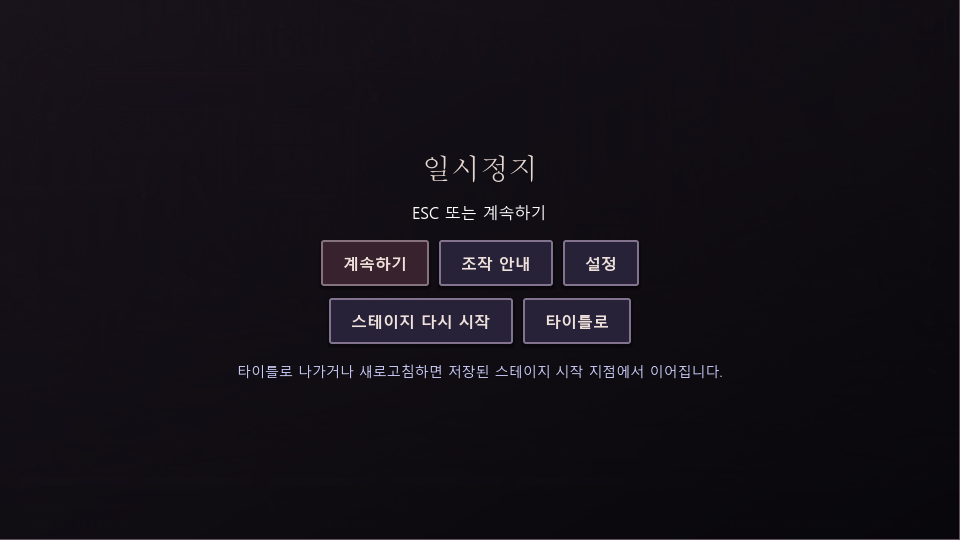 일시정지
ESC 또는 계속하기
계속하기 조작 안내 설정
스테이지 다시 시작 타이틀로
타이틀로 나가거나 새로고침하면 저장된 스테이지 시작 지점에서 이어집니다.